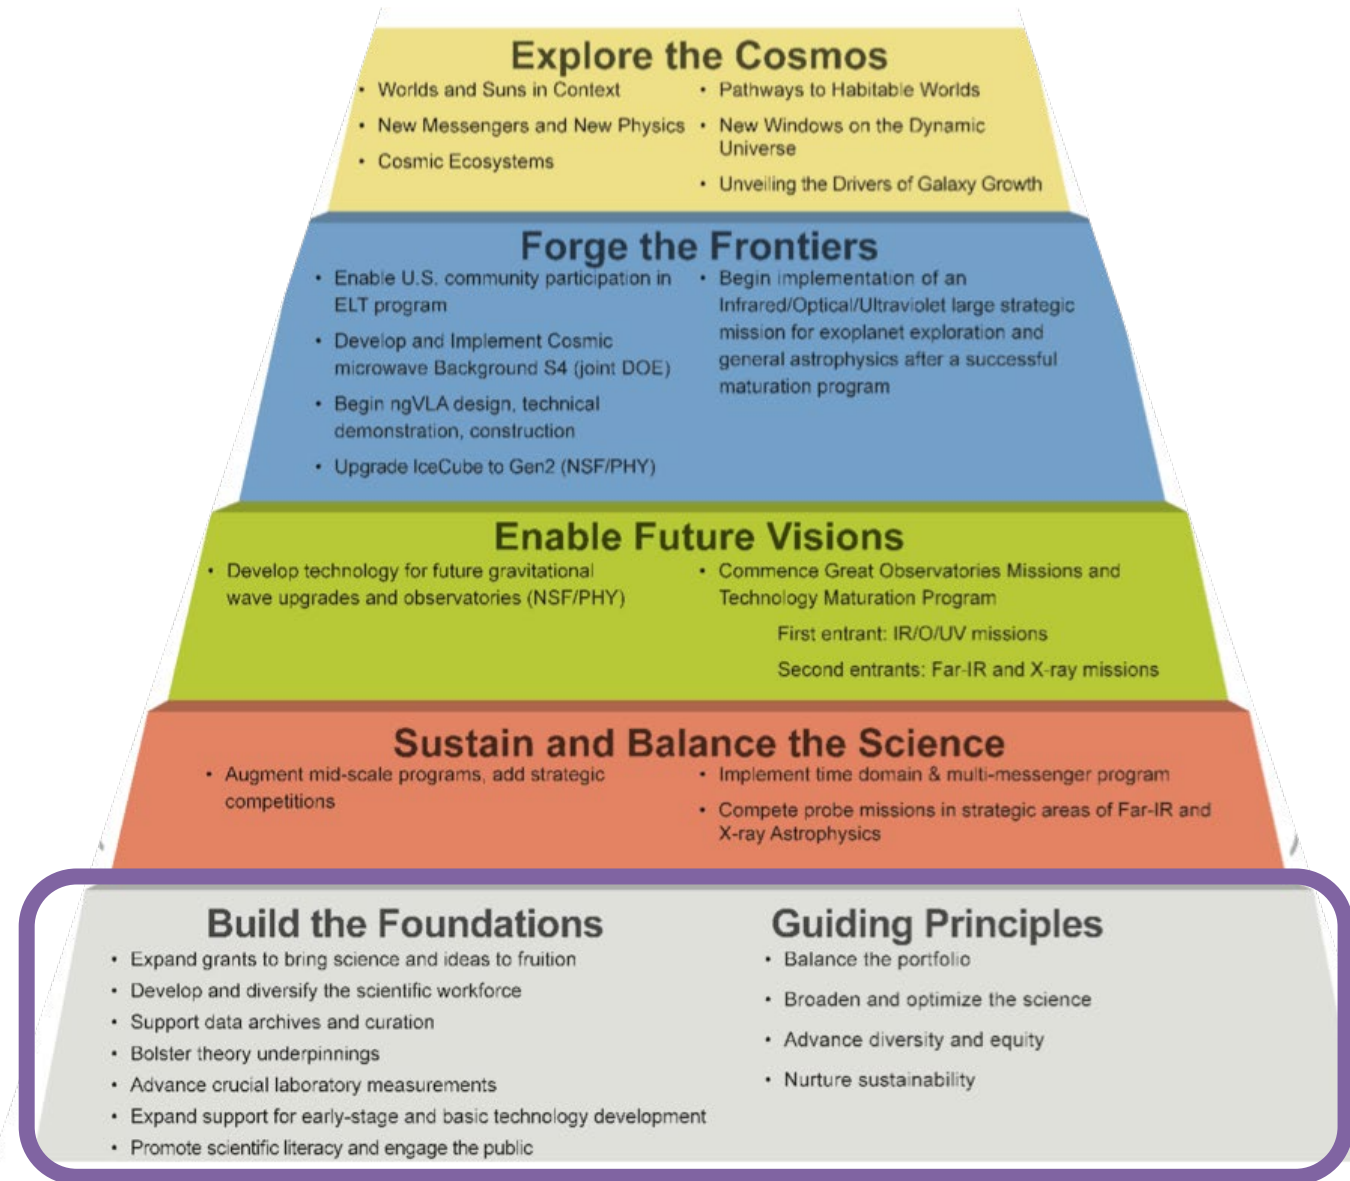 Explore the Cosmos
• Worlds and Suns in Context
• New Messengers and New Physics
• Cosmic Ecosystems
• Pathways to Habitable Worlds
• New Windows on the Dynamic
Universe
• Unveiling the Drivers of Galaxy Growth
Forge the Frontiers
• Enable U.S. community participation in
ELT program
• Develop and Implement Cosmic
microwave Background S4 (joint DOE)
• Begin ngVLA design, technical
demonstration, construction
• Upgrade IceCube to Gen2 (NSF/PHY)
• Begin implementation of an
Infrared/Optical/Ultraviolet large strategic
mission for exoplanet exploration and
general astrophysics after a successful
maturation program
Enable Future Visions
• Develop technology for future gravitational
wave upgrades and observatories (NSF/PHY)
• Commence Great Observatories Missions and
Technology Maturation Program
First entrant: IR/O/UV missions
Second entrants: Far-IR and X-ray missions
Sustain and Balance the Science
• Augment mid-scale programs, add strategic
competitions
• Implement time domain & multi-messenger program
• Compete probe missions in strategic areas of Far-IR and
X-ray Astrophysics
Build the Foundations
• Expand grants to bring science and ideas to fruition
• Develop and diversify the scientific workforce
• Support data archives and curation
• Bolster theory underpinnings
• Advance crucial laboratory measurements
• Expand support for early-stage and basic technology development
• Promote scientific literacy and engage the public
Guiding Principles
• Balance the portfolio
• Broaden and optimize the science
• Advance diversity and equity
• Nurture sustainability